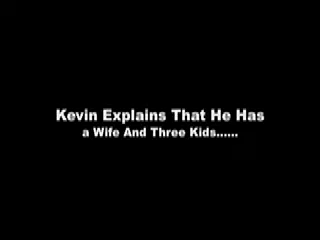 Kevin Explains That He Has
a Wife And Three Kids......